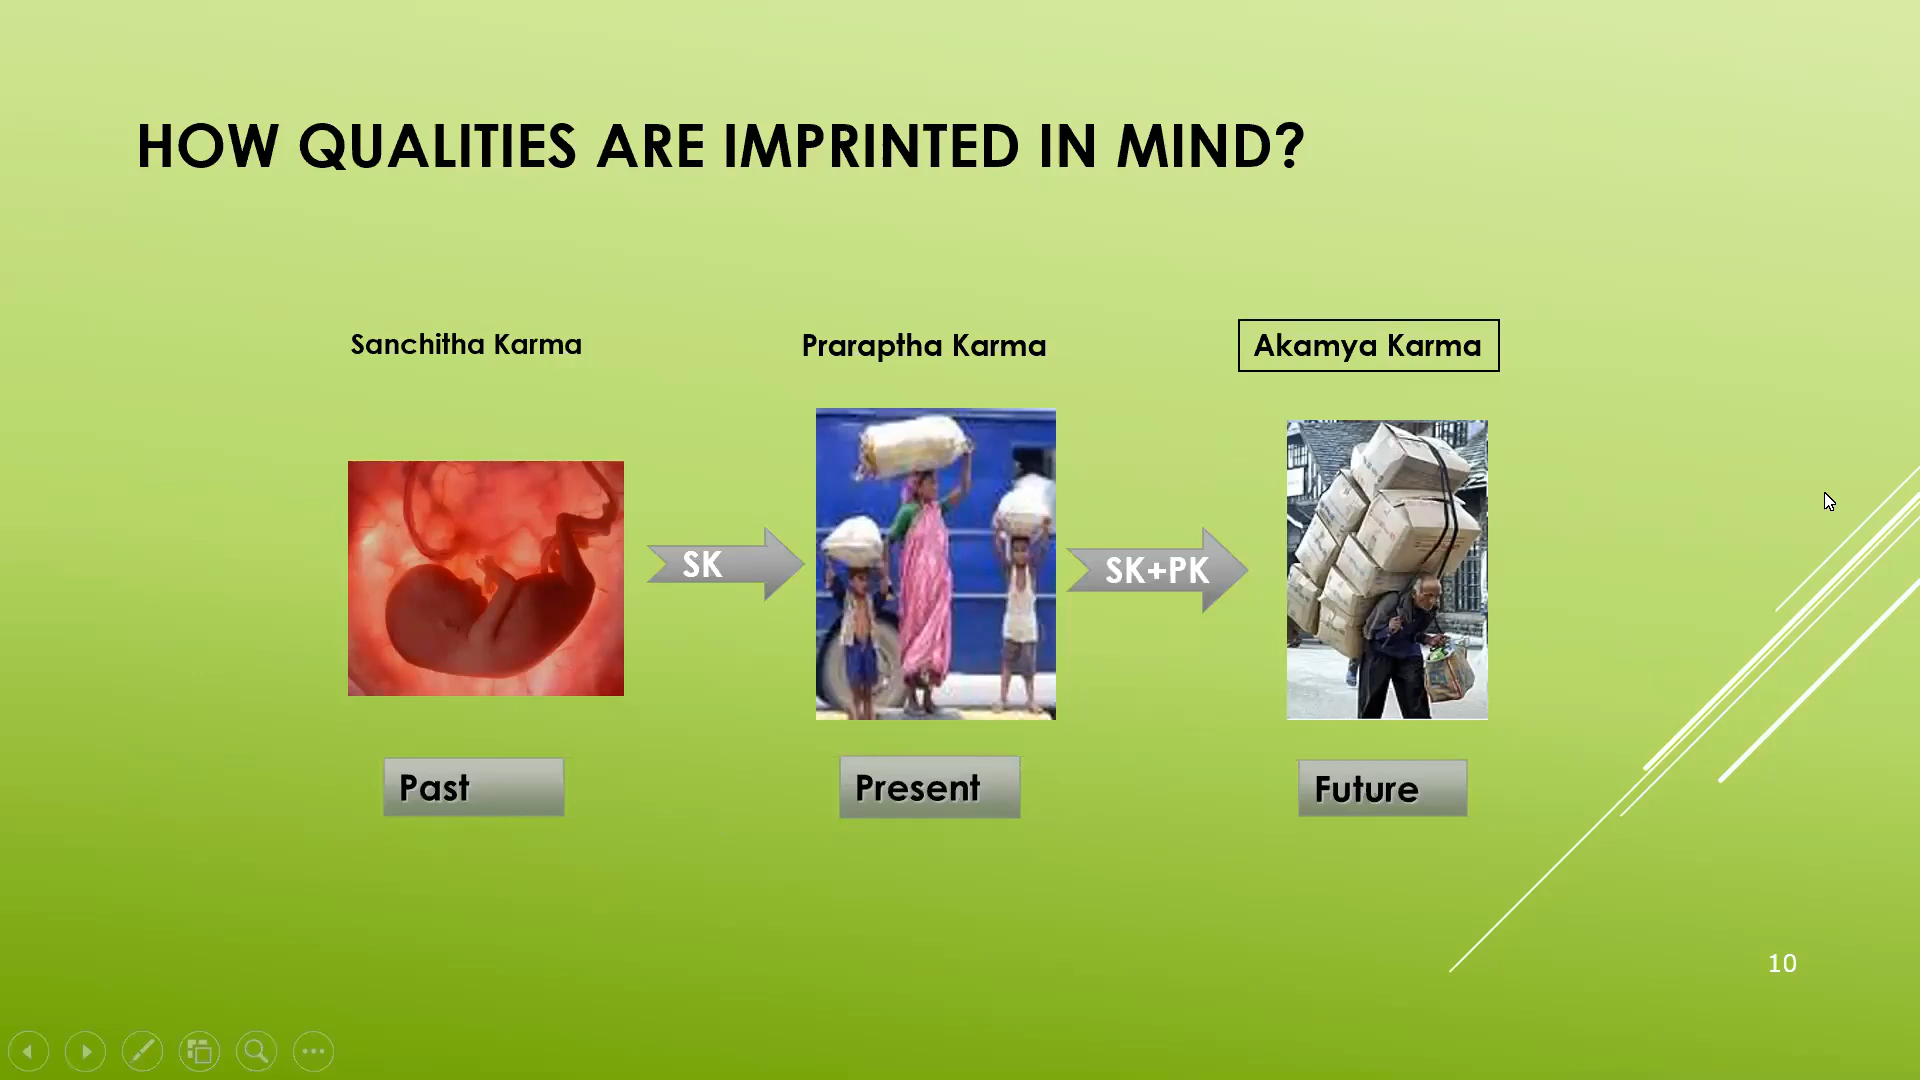 HOW QUALITIES ARE IMPRINTED IN MIND?
Sanchitha Karma
Praraptha Karma
Akamya Karma
SK
SK+PK
Past
Present
Future
10